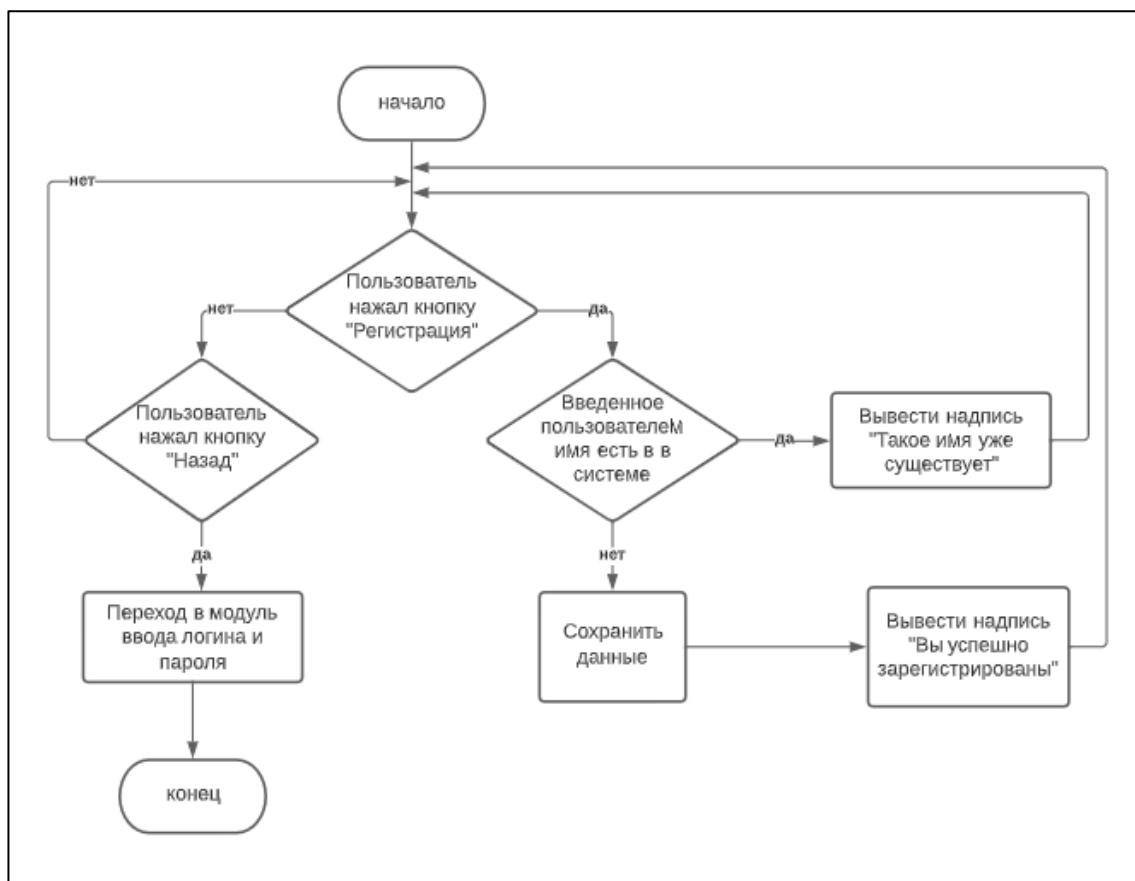 начало
нет
Пользователь
нажал кнопку
"Регистрация"
нет
да
Пользователь
нажал кнопку
"Назад"
Введенное
пользователем
имя есть в в
системе
да
Вывести надпись
"Такое имя уже
существует"
да
нет
Переход в модуль
ввода логина и
пароля
Сохранить
данные
Вывести надпись
"Вы успешно
зарегистрированы"
конец